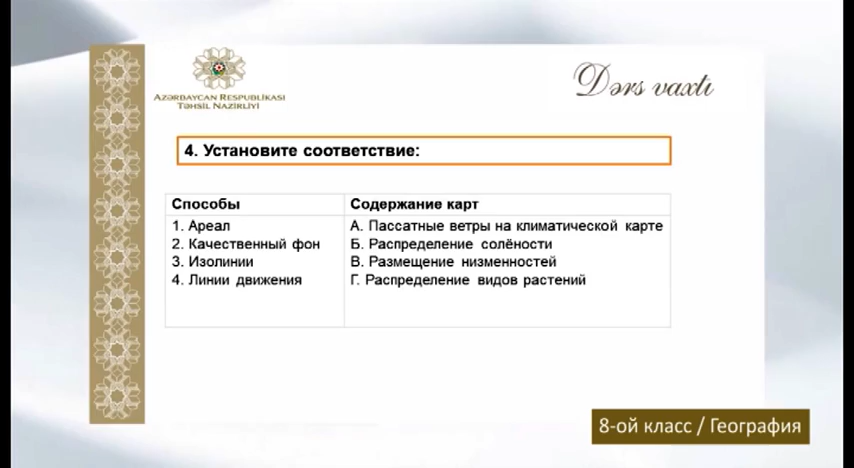 AZƏRBAYCAN RESPUBLIKASI
TƏHSIL NAZIRLIYI
Dərs vaxtı
4. Установите соответствие:
Способы Содержание карт
1. Ареал А. Пассатные ветры на климатической карте
2. Качественный фон Б. Распределение солёности
3. Изолинии В. Размещение низменностей
4. Линии движения Г. Распределение видов растений
8-ой класс / География